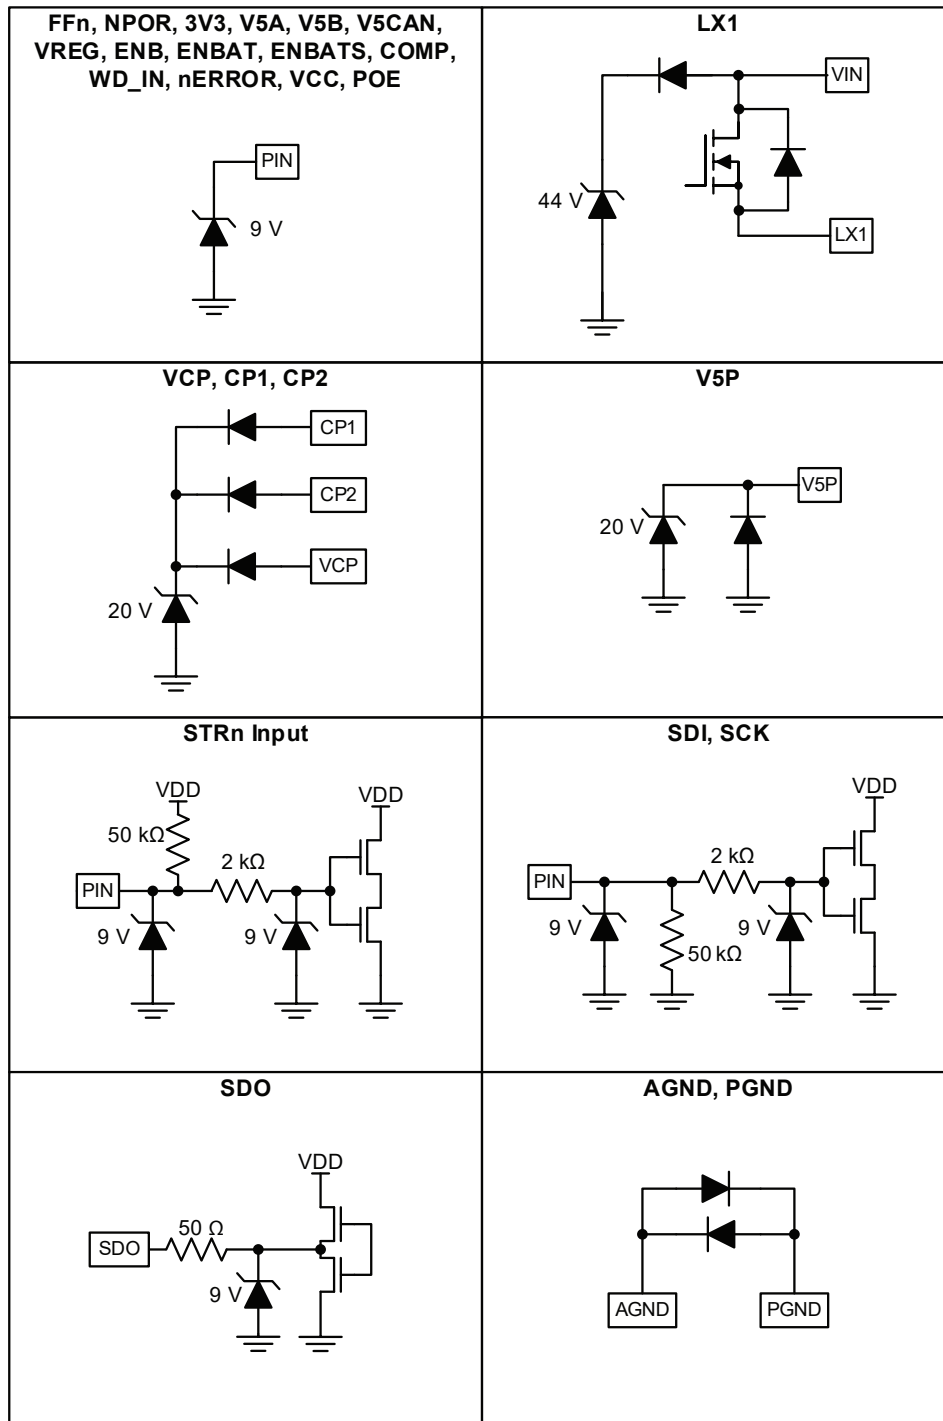 FFn, NPOR, 3V3, V5A, V5B, V5CAN,
VREG, ENB, ENBAT, ENBATS, COMP,
WD_IN, nERROR, VCC, POE
PIN
9 V
LX1
VIN
44 V
LX1
VCP, CP1, CP2
CP1
CP2
VCP
20 V
V5P
V5P
20 V
STRn Input
VDD
VDD
50 kΩ
2 kΩ
PIN
9 V
9 V
SDI, SCK
VDD
2 kΩ
PIN
9 V
9 V
50 kΩ
SDO
VDD
50 Ω
SDO
9 V
AGND, PGND
AGND
PGND